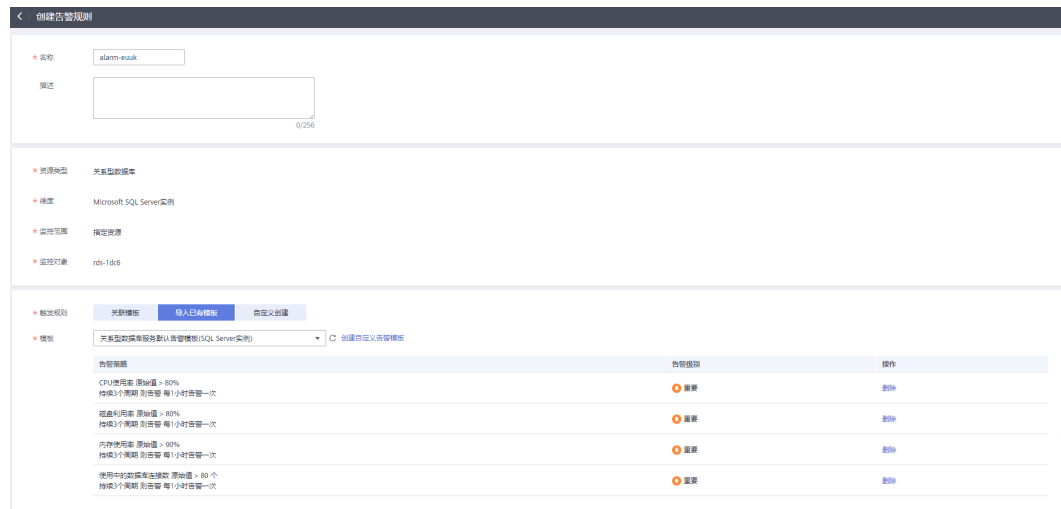 创建告警规则
* 名称 alarm-euuk
描述
0/256
* 资源类型 关系型数据库
* 维度 Microsoft SQL Server实例
* 监控范围 指定资源
* 监控对象 rds-1dc6
* 触发规则 关联模板 导入已有模板 自定义创建
* 模板 关系型数据库服务默认告警模板(SQL Server实例) 创建自定义告警模板
告警策略 告警级别 操作
CPU使用率 原始值 > 80%
持续3个周期 则告警 每1小时告警一次 重要 删除
磁盘利用率 原始值 > 80%
持续3个周期 则告警 每1小时告警一次 重要 删除
内存使用率 原始值 > 90%
持续3个周期 则告警 每1小时告警一次 重要 删除
使用中的数据库连接数 原始值 > 80 个
持续3个周期 则告警 每1小时告警一次 重要 删除